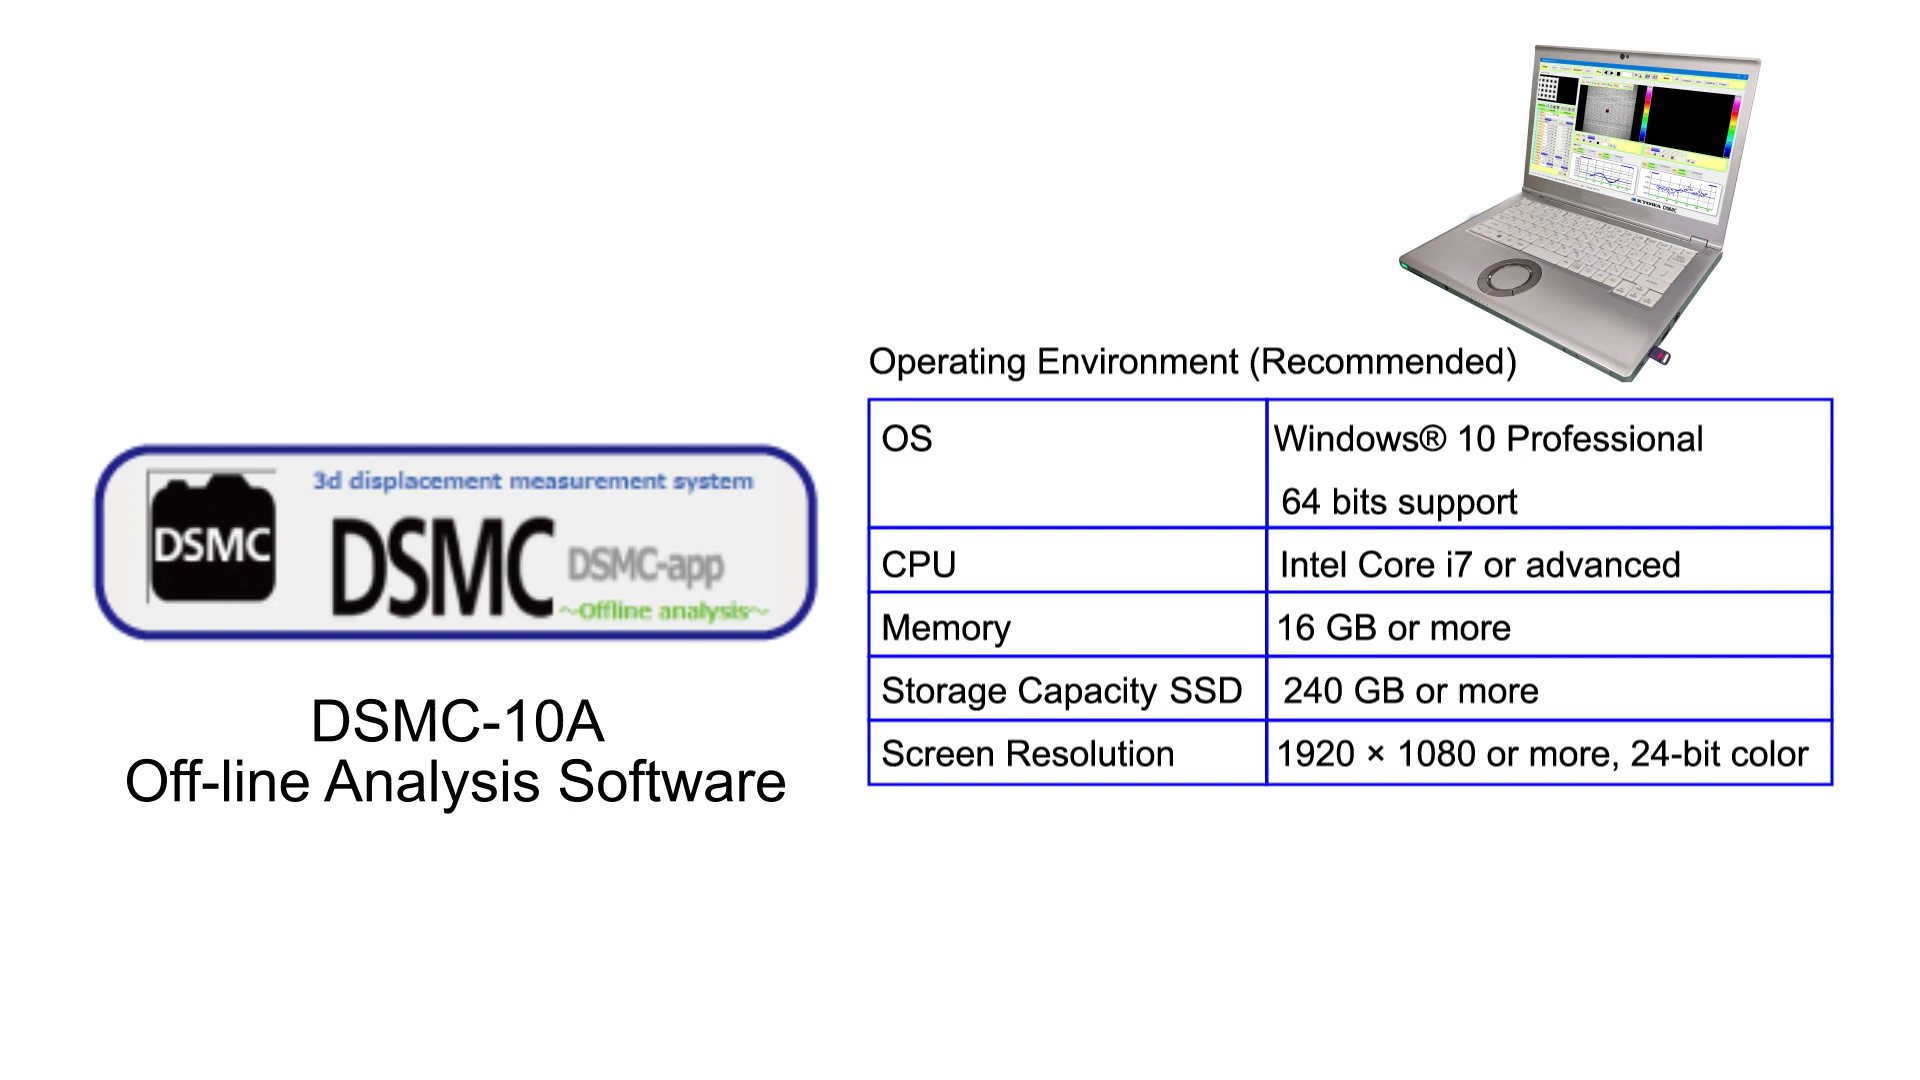 KYOWA DSMC
Operating Environment (Recommended)
OS Windows® 10 Professional
64 bits support
CPU Intel Core i7 or advanced
Memory 16 GB or more
Storage Capacity SSD 240 GB or more
Screen Resolution 1920 × 1080 or more, 24-bit color
3d displacement measurement system
DSMC
DSMC DSMC-app
~Offline analysis~
DSMC-10A
Off-line Analysis Software